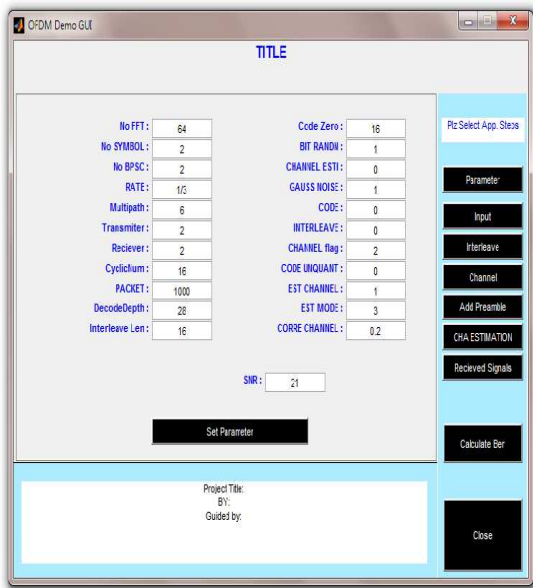 OFDM Demo GUI
TITLE
No FFT : 64
No SYMBOL : 2
No BPSC : 2
RATE : 1/3
Multipath : 6
Transmiter : 2
Reciever : 2
CyclicNum : 16
PACKET : 1000
DecodeDepth : 28
Interleave Len : 16
Code Zero : 16
BIT RANDN : 1
CHANNEL ESTI : 0
GAUSS NOISE : 1
CODE : 0
INTERLEAVE : 0
CHANNEL flag : 2
CODE UNQUANT : 0
EST CHANNEL : 1
EST MODE : 3
CORRE CHANNEL : 0.2
SNR : 21
Set Parameter
Plz Select App. Steps
Parameter
Input
Interleave
Channel
Add Preamble
CHA ESTIMATION
Recieved Signals
Calculate Ber
Close
Project Title:
BY:
Guided by: